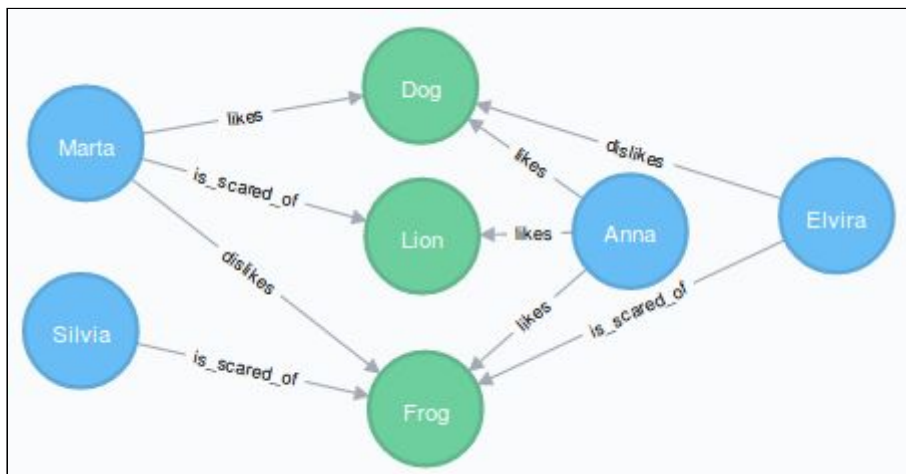 Dog
likes
Marta
dislikes
likes
is_scared_of
Elvira
Lion
likes
Anna
dislikes
likes
is_scared_of
Silvia
is_scared_of
Frog